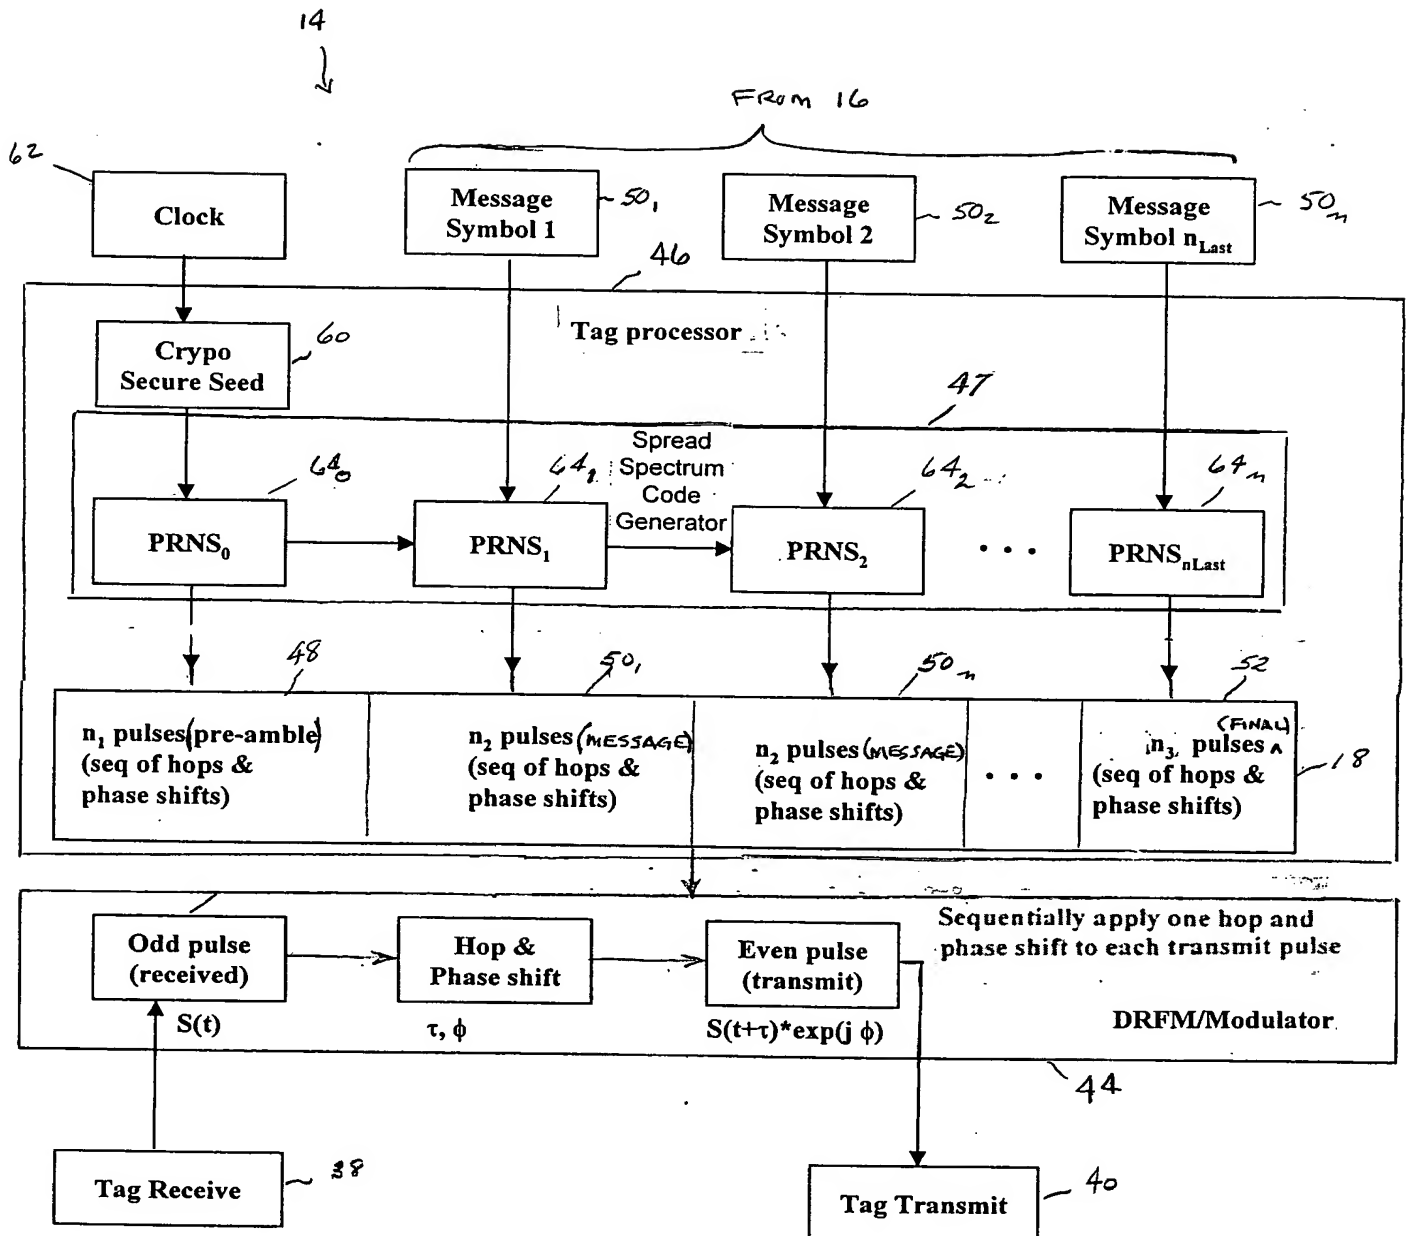 14
FROM 16
62
Clock
Message
Symbol 1
50₁
Message
Symbol 2
50₂
Message
Symbol n_Last
50ₙ
46
Tag processor
Crypo
Secure Seed
60
47
Spread
Spectrum
Code
Generator
64₀
64₁
64₂
64ₙ
PRNS₀
PRNS₁
PRNS₂
• • •
PRNS_nLast
48
50₁
50ₙ
52
n₁ pulses (pre-amble)
(seq of hops &
phase shifts)
n₂ pulses (MESSAGE)
(seq of hops &
phase shifts)
n₂ pulses (MESSAGE)
(seq of hops &
phase shifts)
• • •
(FINAL)
n₃ pulses ^
(seq of hops &
phase shifts)
18
Odd pulse
(received)
Hop &
Phase shift
Even pulse
(transmit)
Sequentially apply one hop and
phase shift to each transmit pulse
S(t)
τ, ϕ
S(t+τ)*exp(j ϕ)
DRFM/Modulator
44
Tag Receive
38
Tag Transmit
40